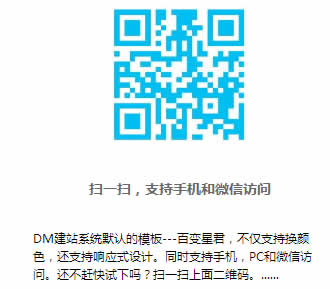 扫一扫，支持手机和微信访问
DM建站系统默认的模板---百变星君，不仅支持换颜
色，还支持响应式设计。同时支持手机，PC和微信访
问。还不赶快试下吗？扫一扫上面二维码。......